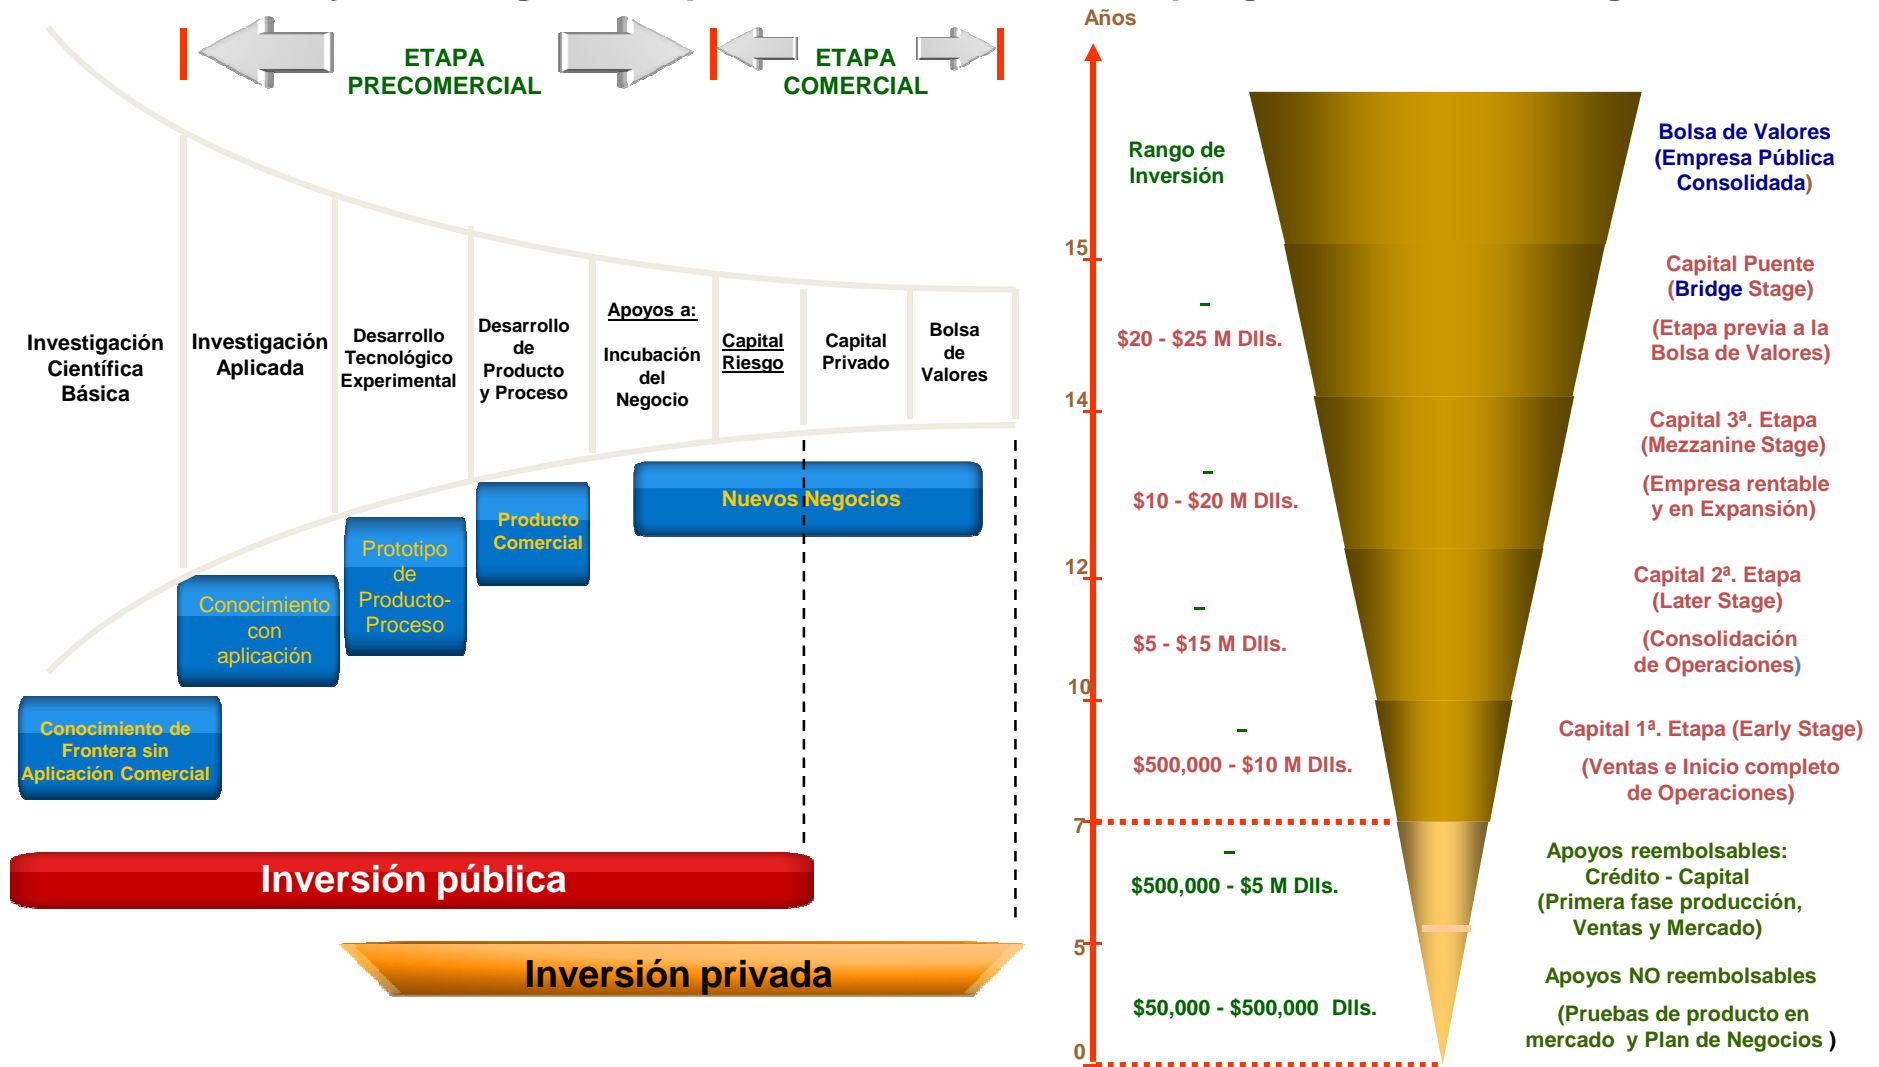 ETAPA
PRECOMERCIAL
ETAPA
COMERCIAL
Investigación
Científica
Básica
Investigación
Aplicada
Desarrollo
Tecnológico
Experimental
Desarrollo
de
Producto
y Proceso
Apoyos a:
Incubación
del
Negocio
Capital
Riesgo
Capital
Privado
Bolsa
de
Valores
Nuevos Negocios
Producto
Comercial
Prototipo
de
Producto-
Proceso
Conocimiento
con
aplicación
Conocimiento de
Frontera sin
Aplicación Comercial
Inversión pública
Inversión privada
Años
Rango de
Inversión
Bolsa de Valores
(Empresa Pública
Consolidada)
15
–
$20 - $25 M Dlls.
Capital Puente
(Bridge Stage)
(Etapa previa a la
Bolsa de Valores)
14
–
$10 - $20 M Dlls.
Capital 3ª. Etapa
(Mezzanine Stage)
(Empresa rentable
y en Expansión)
12
–
$5 - $15 M Dlls.
Capital 2ª. Etapa
(Later Stage)
(Consolidación
de Operaciones)
10
–
$500,000 - $10 M Dlls.
Capital 1ª. Etapa (Early Stage)
(Ventas e Inicio completo
de Operaciones)
7
–
$500,000 - $5 M Dlls.
Apoyos reembolsables:
Crédito - Capital
(Primera fase producción,
Ventas y Mercado)
5
$50,000 - $500,000 Dlls.
Apoyos NO reembolsables
(Pruebas de producto en
mercado y Plan de Negocios )
0